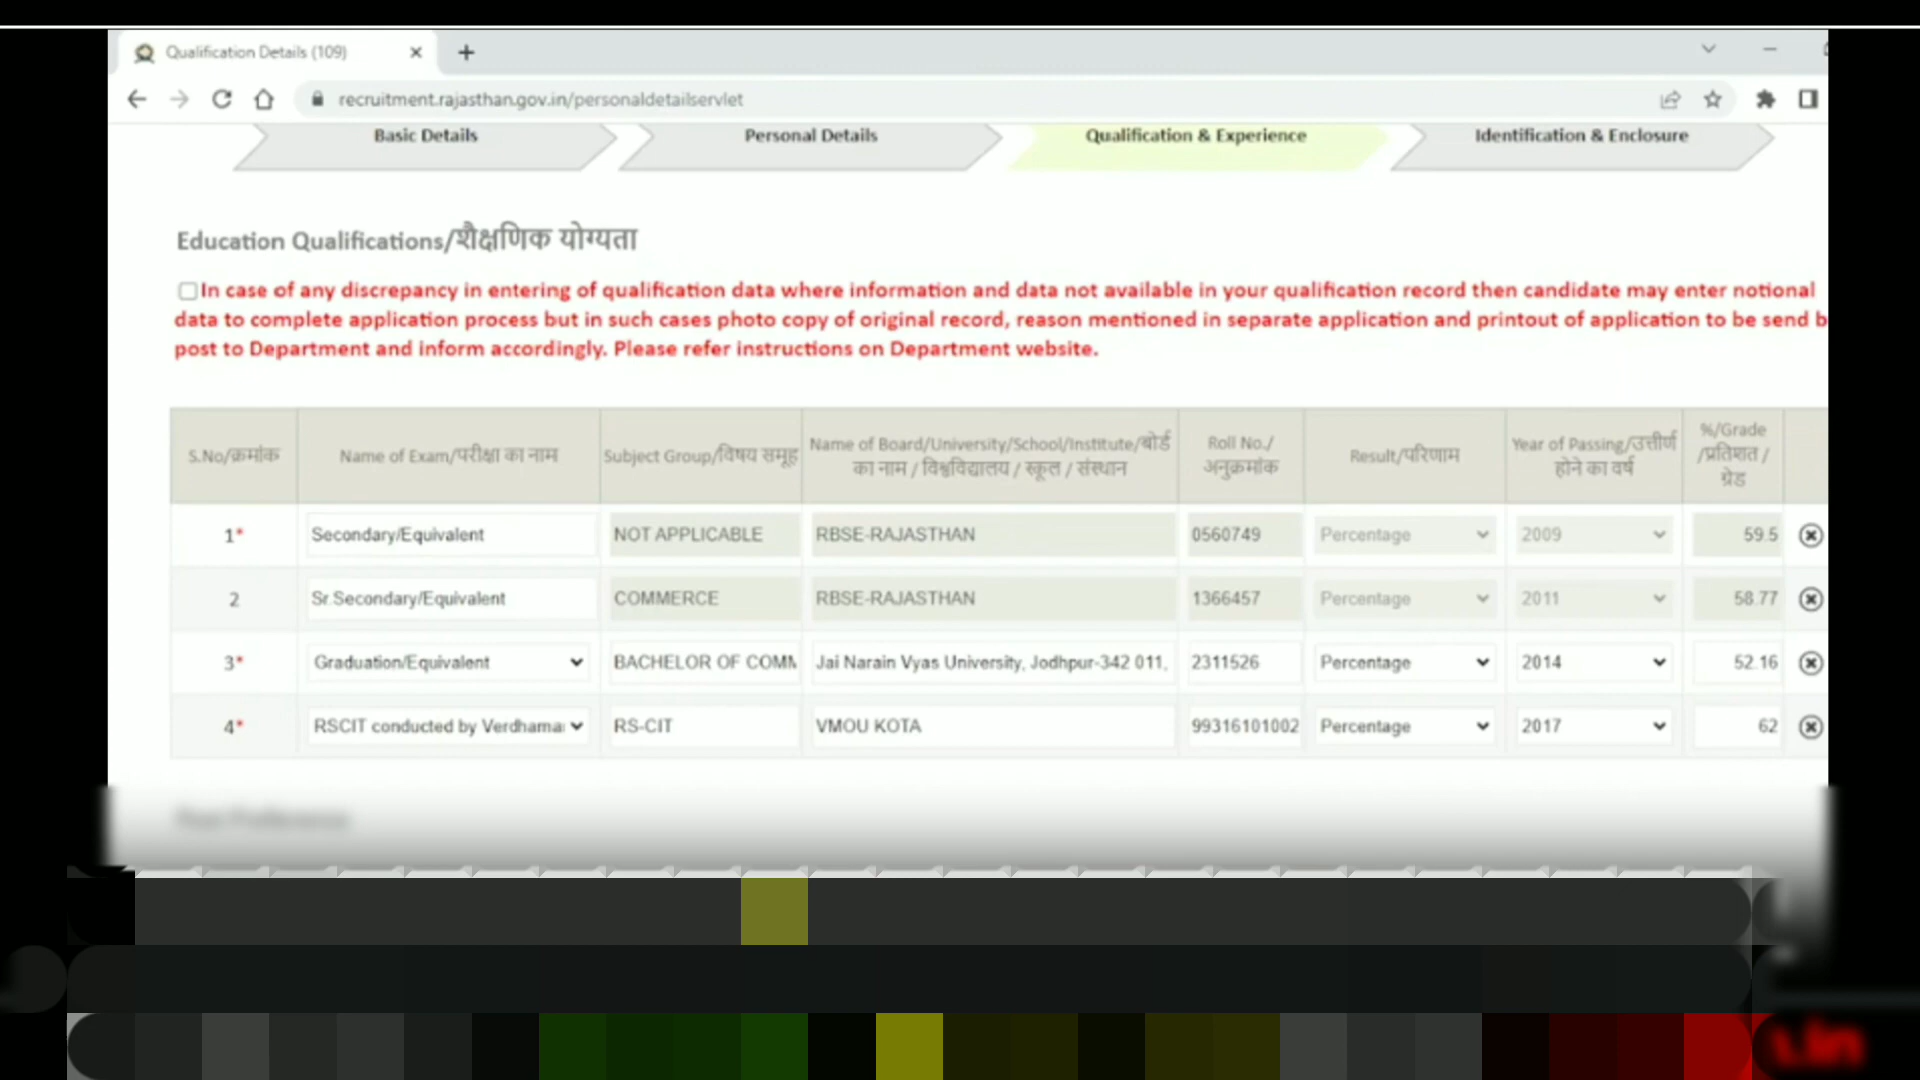 Qualification Details (109)
recruitment.rajasthan.gov.in/personaldetailservlet
Basic Details
Personal Details
Qualification & Experience
Identification & Enclosure
Education Qualifications/शैक्षणिक योग्यता
In case of any discrepancy in entering of qualification data where information and data not available in your qualification record then candidate may enter notional
data to complete application process but in such cases photo copy of original record, reason mentioned in separate application and printout of application to be send b
post to Department and inform accordingly. Please refer instructions on Department website.
S.No/क्रमांक
Name of Exam/परीक्षा का नाम
Subject Group/विषय समूह
Name of Board/University/School/Institute/बोर्ड
का नाम / विश्वविद्यालय / स्कूल / संस्थान
Roll No./
अनुक्रमांक
Result/परिणाम
Year of Passing/उत्तीर्ण
होने का वर्ष
%/Grade
/प्रतिशत /
ग्रेड
1* Secondary/Equivalent NOT APPLICABLE RBSE-RAJASTHAN 0560749 Percentage 2009 59.5
2 Sr.Secondary/Equivalent COMMERCE RBSE-RAJASTHAN 1366457 Percentage 2011 58.77
3* Graduation/Equivalent BACHELOR OF COMM Jai Narain Vyas University, Jodhpur-342 011, 2311526 Percentage 2014 52.16
4* RSCIT conducted by Verdhama RS-CIT VMOU KOTA 99316101002 Percentage 2017 62